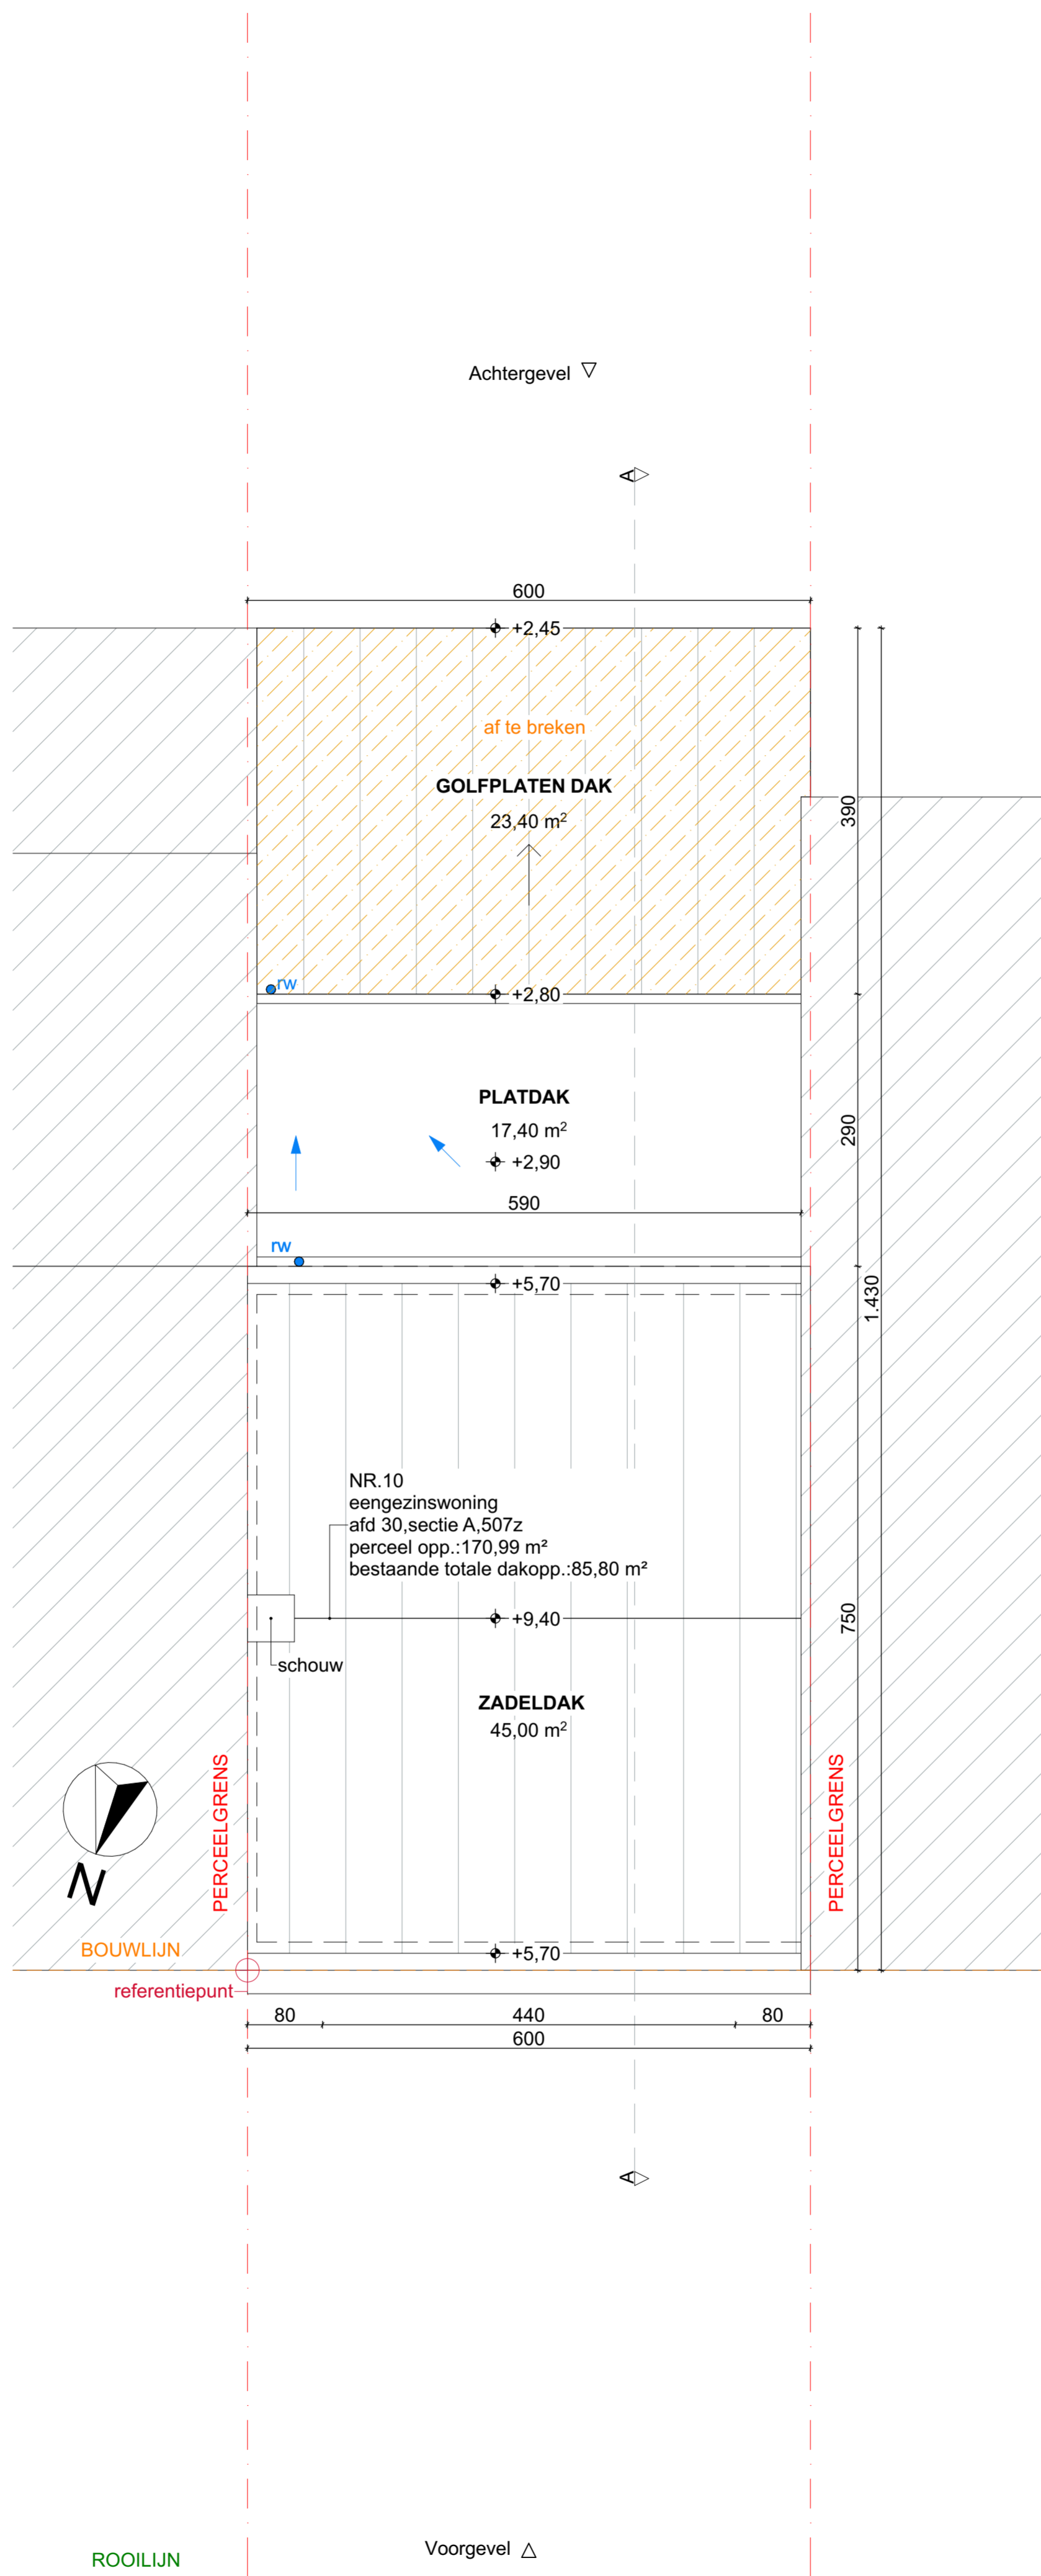 Achtergevel
A
600
+2,45
af te breken
GOLFPLATEN DAK
23,40 m²
390
rw
+2,80
PLATDAK
17,40 m²
+2,90
290
590
rw
+5,70
1.430
NR.10
eengezinswoning
afd 30,sectie A,507z
perceel opp.:170,99 m²
bestaande totale dakopp.:85,80 m²
+9,40
750
schouw
ZADELDAK
45,00 m²
PERCEELGRENS
PERCEELGRENS
N
BOUWLIJN
+5,70
referentiepunt
80
440
80
600
A
Voorgevel
ROOILIJN